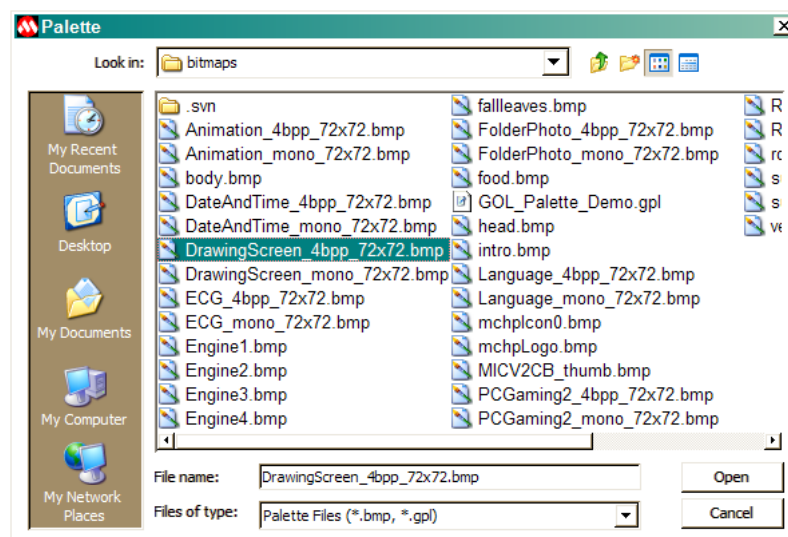 Palette
Look in:
bitmaps
My Recent
Documents
Desktop
My Documents
My Computer
My Network
Places
.svn
Animation_4bpp_72x72.bmp
Animation_mono_72x72.bmp
body.bmp
DateAndTime_4bpp_72x72.bmp
DateAndTime_mono_72x72.bmp
DrawingScreen_4bpp_72x72.bmp
DrawingScreen_mono_72x72.bmp
ECG_4bpp_72x72.bmp
ECG_mono_72x72.bmp
Engine1.bmp
Engine2.bmp
Engine3.bmp
Engine4.bmp
fallleaves.bmp
FolderPhoto_4bpp_72x72.bmp
FolderPhoto_mono_72x72.bmp
food.bmp
GOL_Palette_Demo.gpl
head.bmp
intro.bmp
Language_4bpp_72x72.bmp
Language_mono_72x72.bmp
mchpIcon0.bmp
mchpLogo.bmp
MICV2CB_thumb.bmp
PCGaming2_4bpp_72x72.bmp
PCGaming2_mono_72x72.bmp
File name:
DrawingScreen_4bpp_72x72.bmp
Open
Files of type:
Palette Files (*.bmp, *.gpl)
Cancel